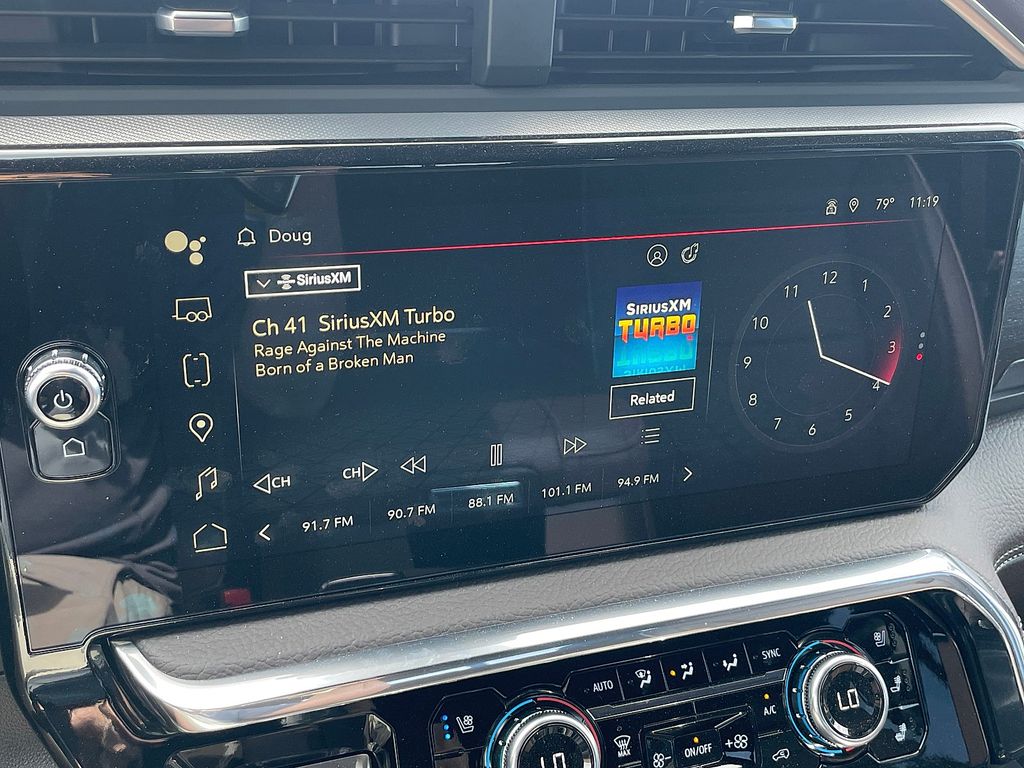 79° 11:19
Doug
SiriusXM
Ch 41 SiriusXM Turbo
Rage Against The Machine
Born of a Broken Man
SIRIUSXM
TURBO
Related
12
1
2
3
4
5
6
7
8
9
10
11
CH CH
91.7 FM 90.7 FM 88.1 FM 101.1 FM 94.9 FM
AUTO SYNC
A/C
LO LO
MAX ON/OFF